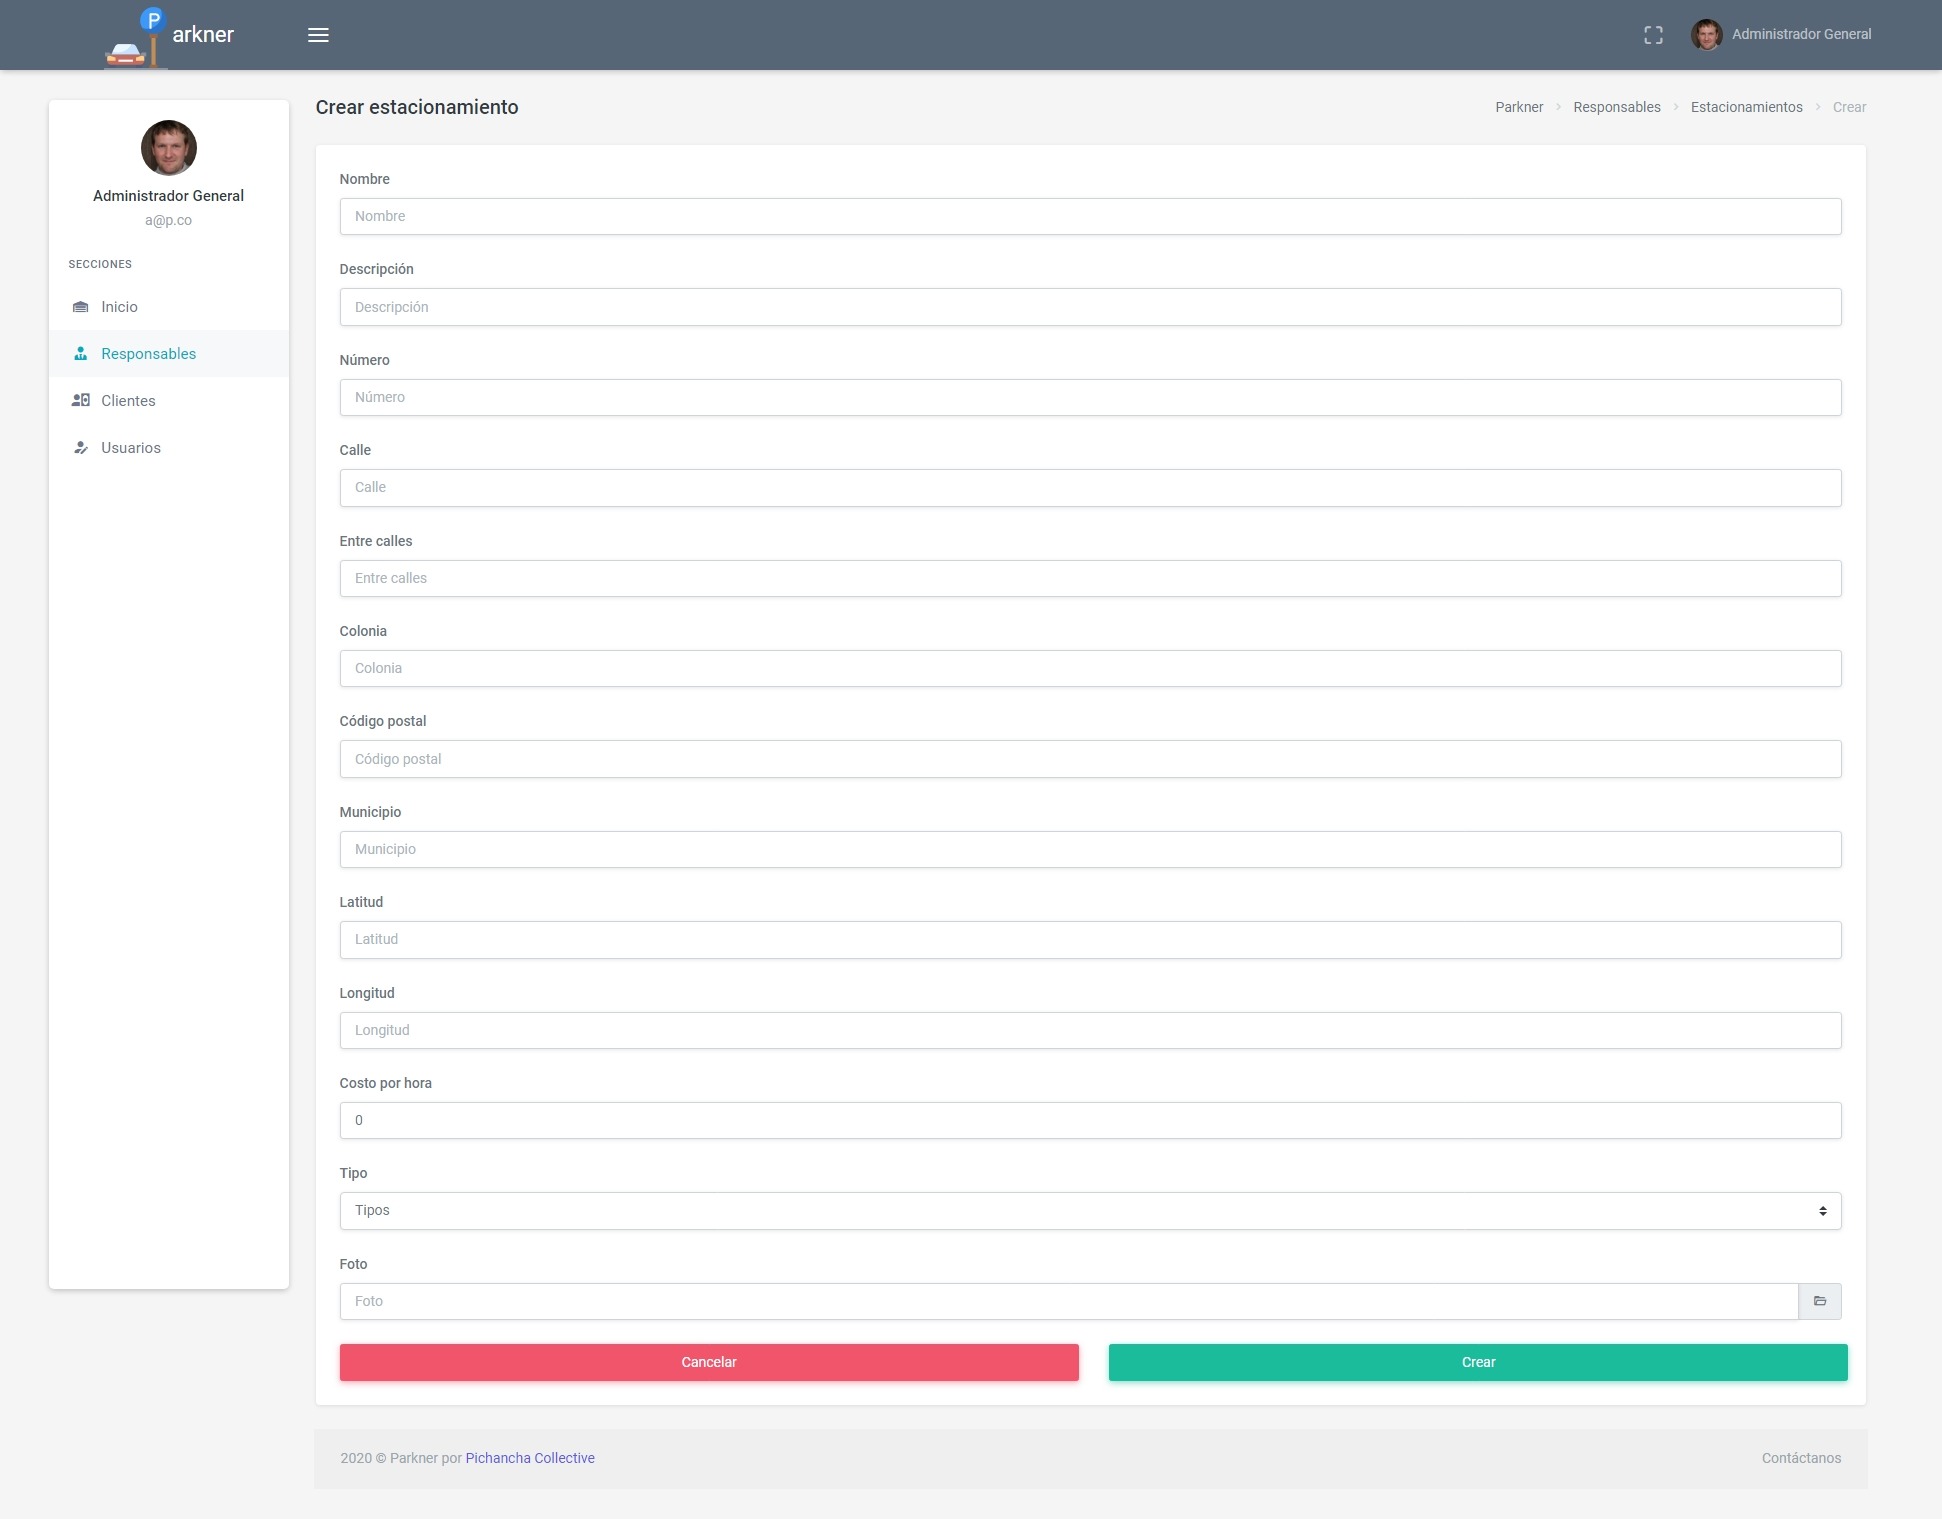 P arkner
Administrador General
Administrador General
a@p.co
SECCIONES
Inicio
Responsables
Clientes
Usuarios
Crear estacionamiento
Parkner > Responsables > Estacionamientos > Crear
Nombre
Nombre
Descripción
Descripción
Número
Número
Calle
Calle
Entre calles
Entre calles
Colonia
Colonia
Código postal
Código postal
Municipio
Municipio
Latitud
Latitud
Longitud
Longitud
Costo por hora
0
Tipo
Tipos
Foto
Foto
Cancelar
Crear
2020 © Parkner por Pichancha Collective
Contáctanos